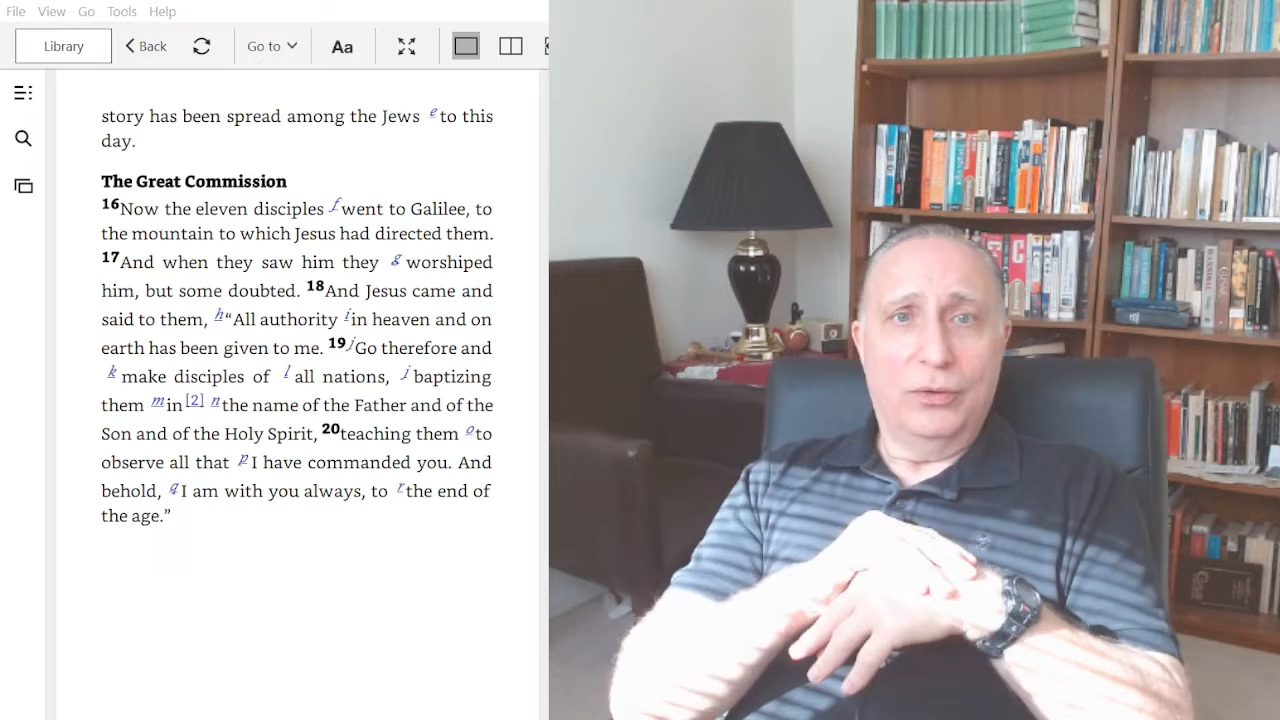 File View Go Tools Help
Library Back Go to Aa
story has been spread among the Jews e to this
day.
The Great Commission
16Now the eleven disciples f went to Galilee, to
the mountain to which Jesus had directed them.
17And when they saw him they g worshiped
him, but some doubted. 18And Jesus came and
said to them, h“All authority i in heaven and on
earth has been given to me. 19 j Go therefore and
k make disciples of l all nations, j baptizing
them m in[2] n the name of the Father and of the
Son and of the Holy Spirit, 20teaching them o to
observe all that p I have commanded you. And
behold, q I am with you always, to r the end of
the age.”